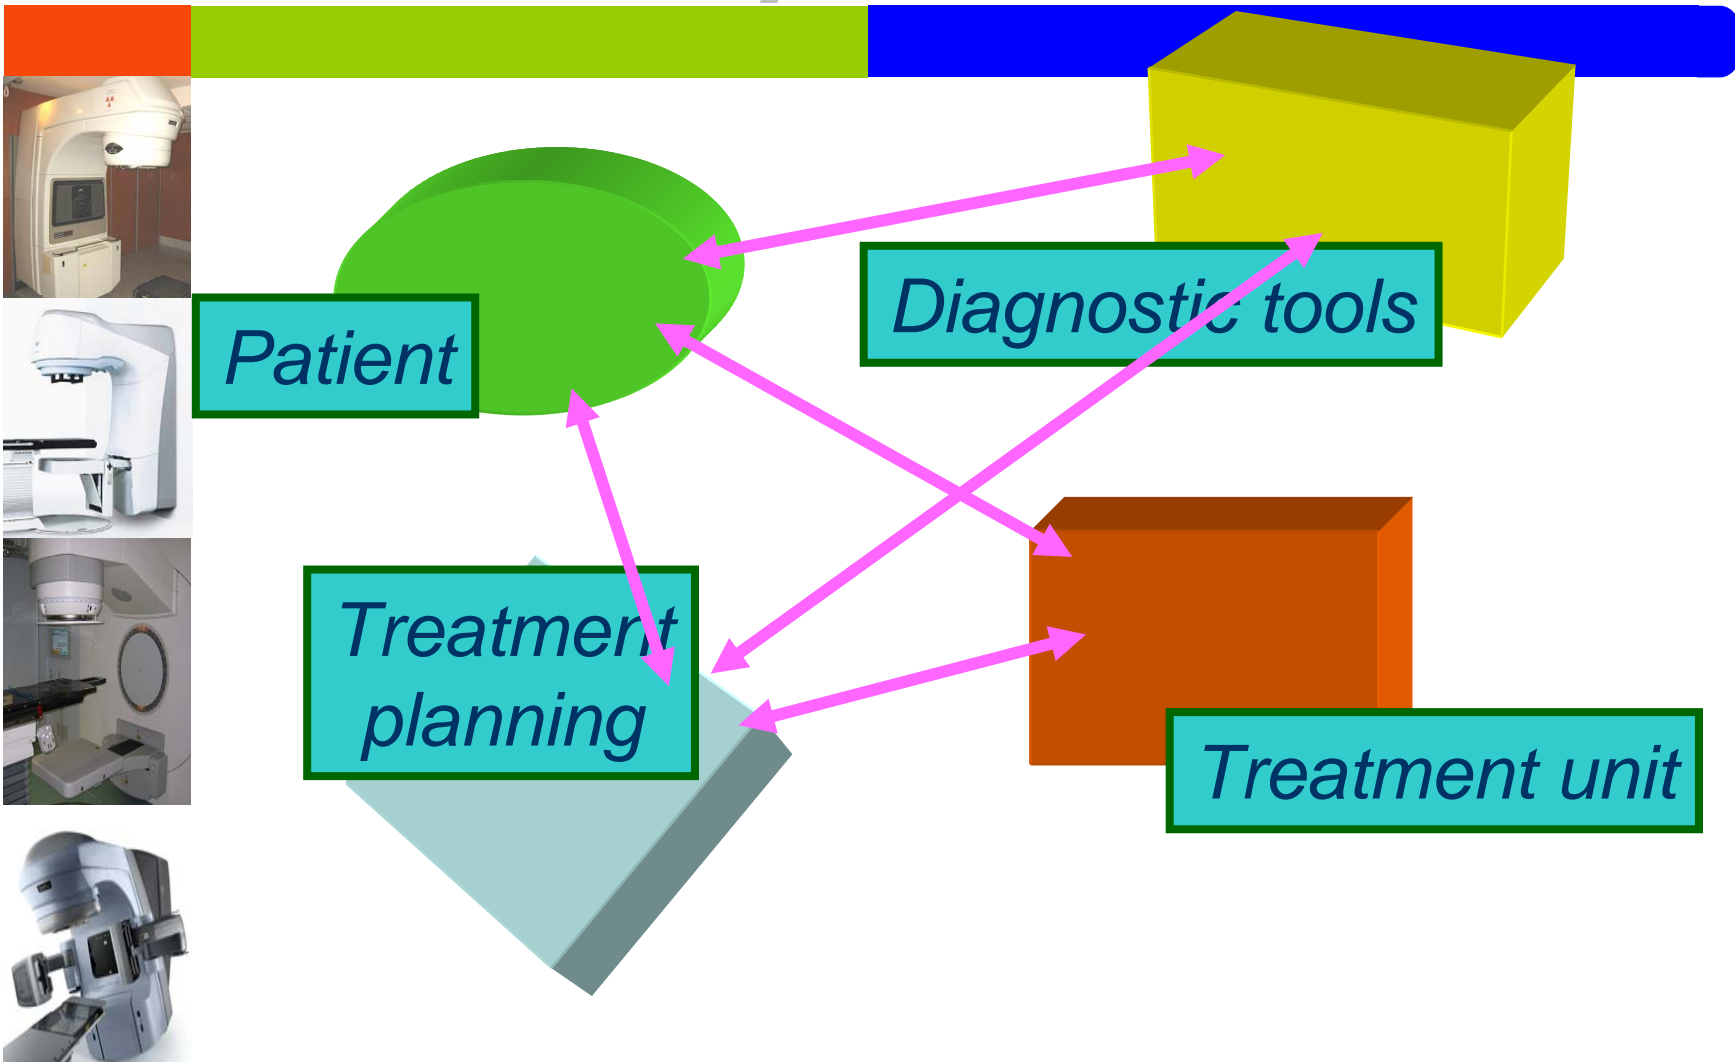 Patient
Diagnostic tools
Treatment
planning
Treatment unit